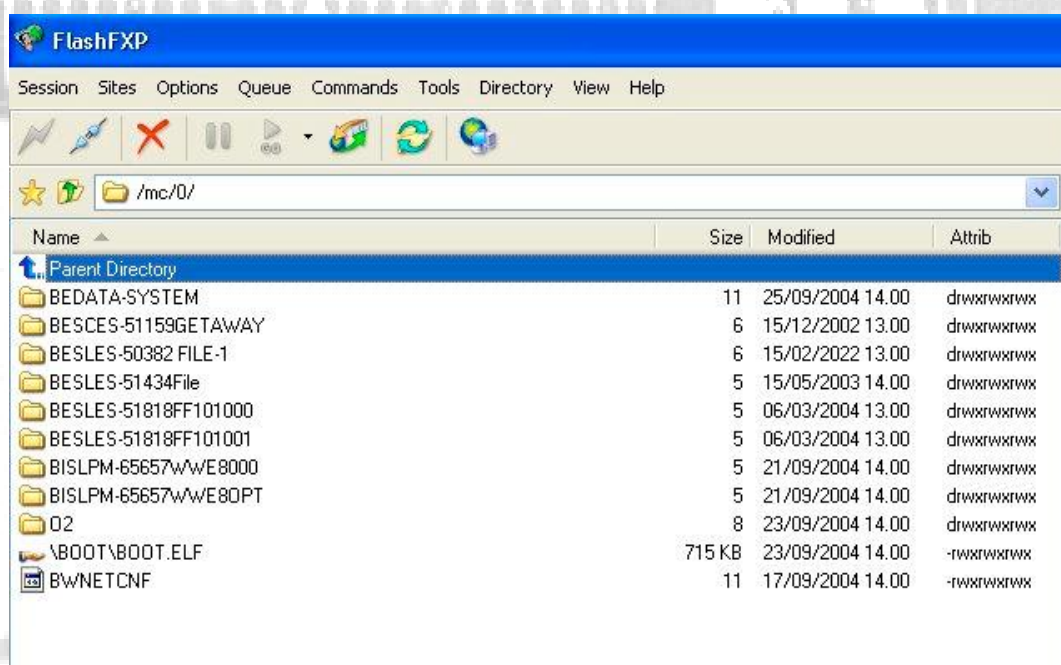 FlashFXP
Session Sites Options Queue Commands Tools Directory View Help
/mc/0/
Name Size Modified Attrib
Parent Directory
BEDATA-SYSTEM 11 25/09/2004 14.00 drwxrwxrwx
BESCES-51159GETAWAY 6 15/12/2002 13.00 drwxrwxrwx
BESLES-50382 FILE-1 6 15/02/2022 13.00 drwxrwxrwx
BESLES-51434File 5 15/05/2003 14.00 drwxrwxrwx
BESLES-51818FF101000 5 06/03/2004 13.00 drwxrwxrwx
BESLES-51818FF101001 5 06/03/2004 13.00 drwxrwxrwx
BISLPM-65657WWE8000 5 21/09/2004 14.00 drwxrwxrwx
BISLPM-65657WWE8OPT 5 21/09/2004 14.00 drwxrwxrwx
O2 8 23/09/2004 14.00 drwxrwxrwx
\BOOT\BOOT.ELF 715 KB 23/09/2004 14.00 -rwxrwxrwx
BWNETCNF 11 17/09/2004 14.00 -rwxrwxrwx